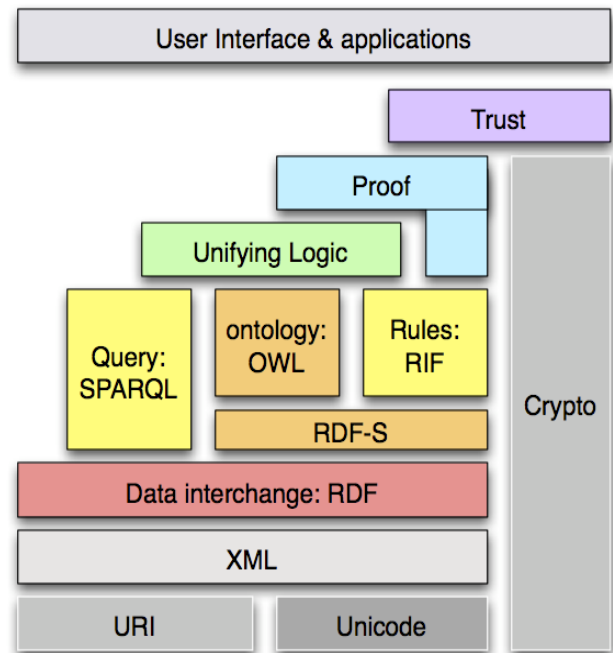 User Interface & applications
Trust
Proof
Unifying Logic
Query:
SPARQL
ontology:
OWL
Rules:
RIF
Crypto
RDF-S
Data interchange: RDF
XML
URI
Unicode